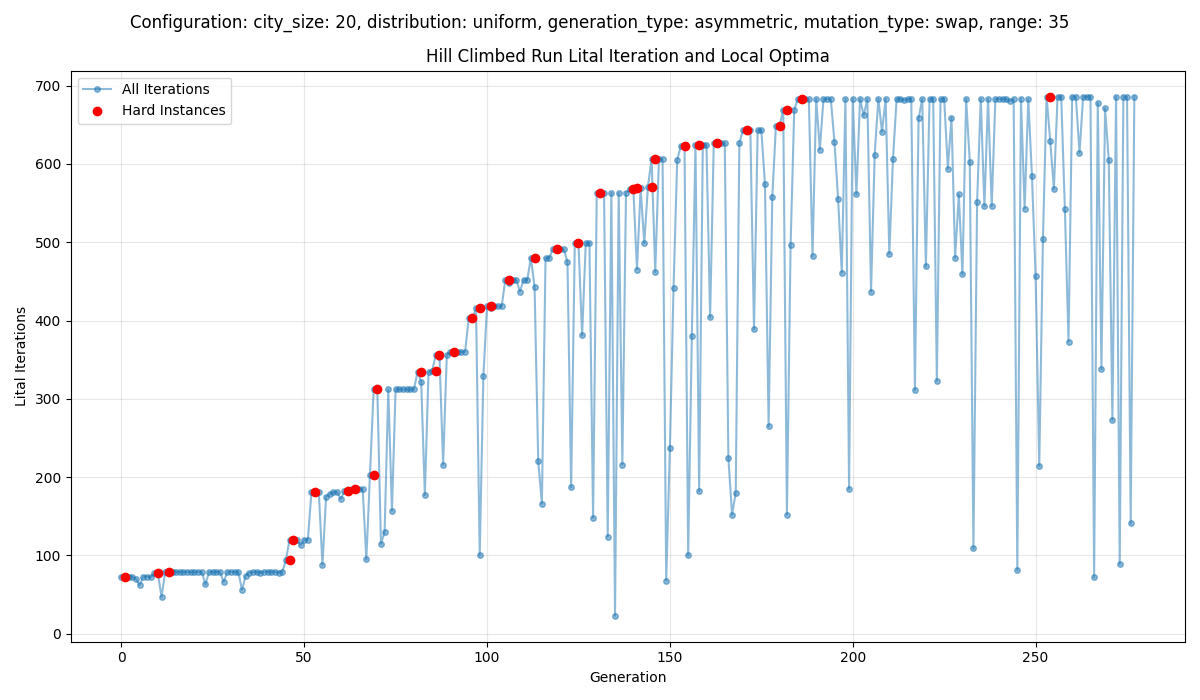 Configuration: city_size: 20, distribution: uniform, generation_type: asymmetric, mutation_type: swap, range: 35
Hill Climbed Run Lital Iteration and Local Optima
All Iterations
Hard Instances
700
600
500
400
300
200
100
0
Lital Iterations
0 50 100 150 200 250
Generation